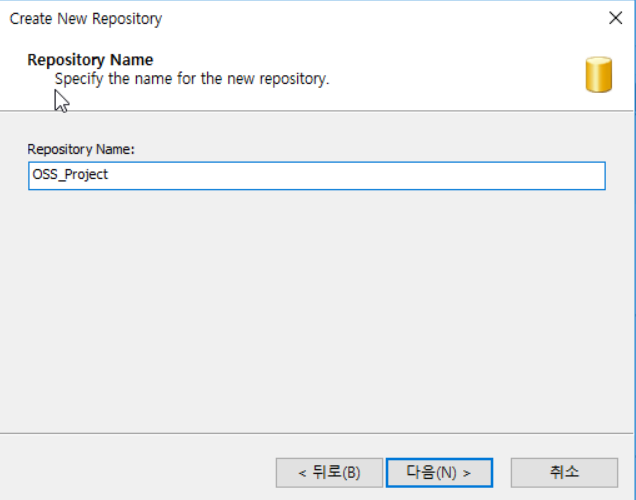 Create New Repository
Repository Name
Specify the name for the new repository.
Repository Name:
OSS_Project
< 뒤로(B)
다음(N) >
취소